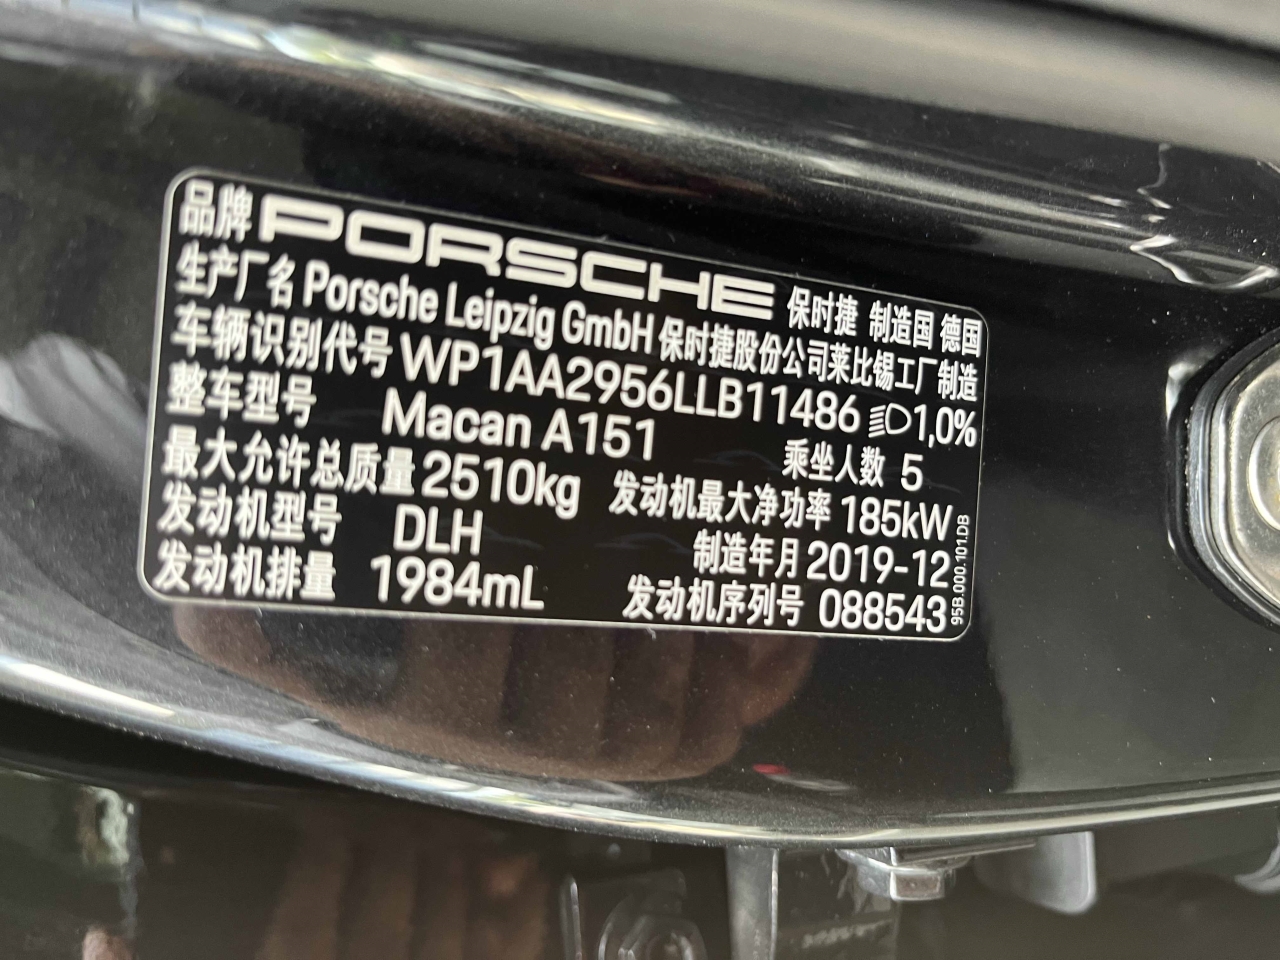 品牌 PORSCHE 保时捷 制造国 德国
生产厂名 Porsche Leipzig GmbH 保时捷股份公司莱比锡工厂制造
车辆识别代号 WP1AA2956LLB11486 1,0%
整车型号 Macan A151 乘坐人数 5
最大允许总质量 2510kg 发动机最大净功率 185kW
发动机型号 DLH 制造年月 2019-12
发动机排量 1984mL 发动机序列号 088543
95B.000.101.DB